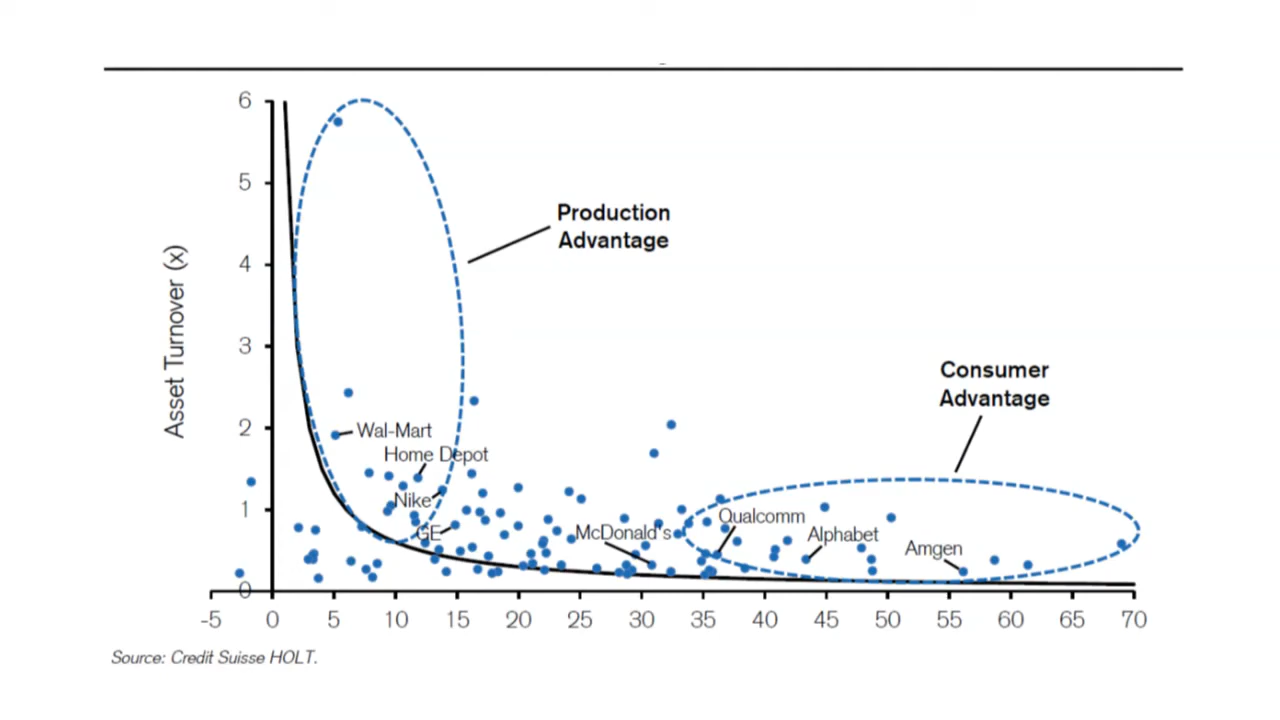 6
5
4
3
2
1
0
Asset Turnover (x)
Production
Advantage
Consumer
Advantage
Wal-Mart
Home Depot
Nike
GE
McDonald's
Qualcomm
Alphabet
Amgen
-5 0 5 10 15 20 25 30 35 40 45 50 55 60 65 70
Source: Credit Suisse HOLT.